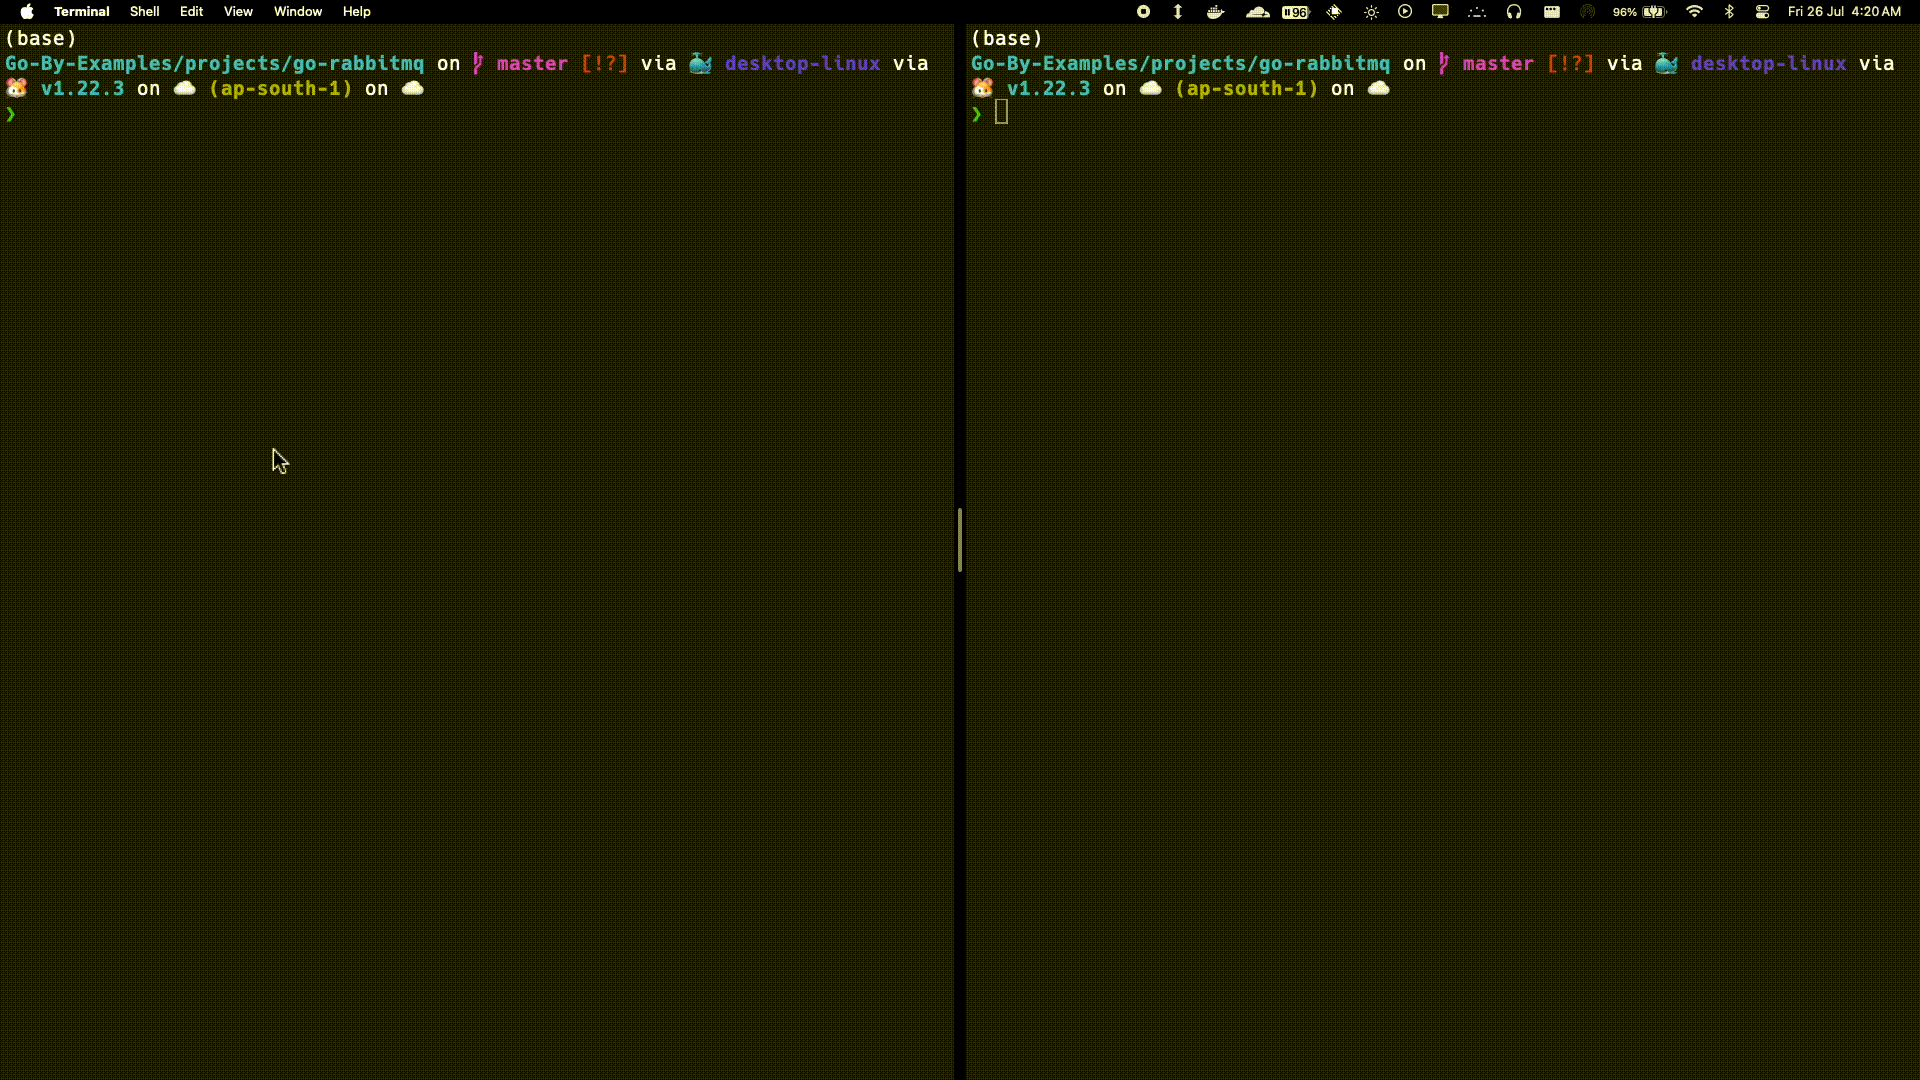 Terminal Shell Edit View Window Help 96 96% Fri 26 Jul 4:20 AM
(base)
Go-By-Examples/projects/go-rabbitmq on master [!?] via desktop-linux via
v1.22.3 on (ap-south-1) on
❯
(base)
Go-By-Examples/projects/go-rabbitmq on master [!?] via desktop-linux via
v1.22.3 on (ap-south-1) on
❯